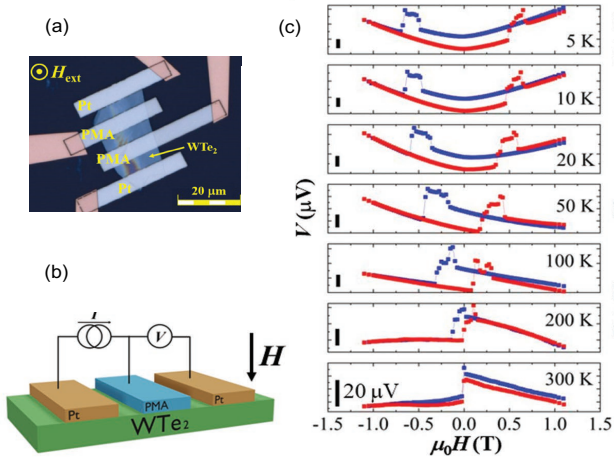 (a)
H_ext
Pt
PMA
PMA
WTe₂
Pt
20 μm
(b)
I
V
H
Pt
PMA
Pt
WTe₂
(c)
5 K
10 K
20 K
50 K
100 K
200 K
300 K
20 μV
V (μV)
-1.5 -1.0 -0.5 0.0 0.5 1.0 1.5
μ₀H (T)